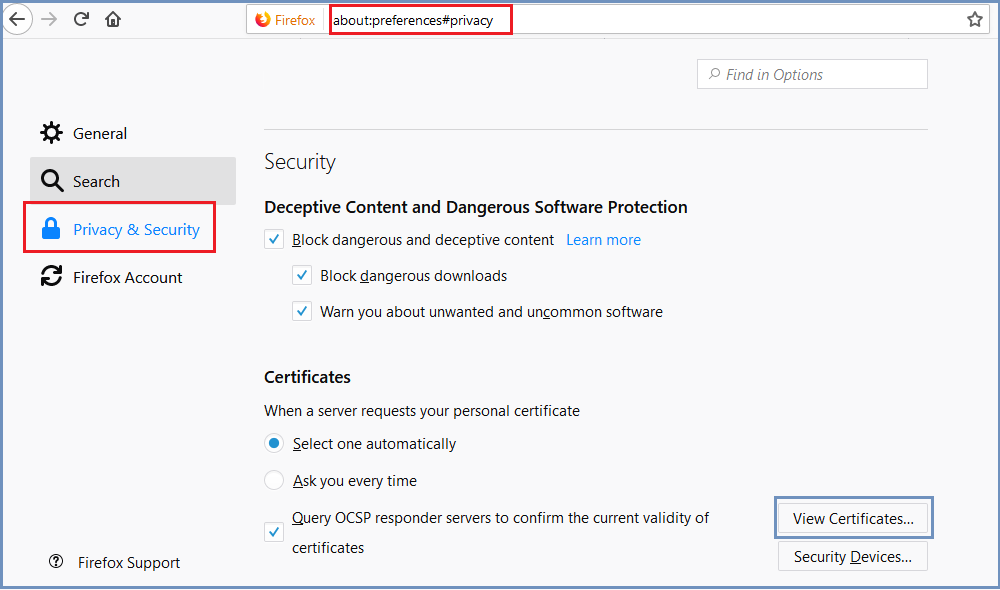 Firefox about:preferences#privacy
Find in Options
General
Search
Privacy & Security
Firefox Account
Firefox Support
Security
Deceptive Content and Dangerous Software Protection
Block dangerous and deceptive content Learn more
Block dangerous downloads
Warn you about unwanted and uncommon software
Certificates
When a server requests your personal certificate
Select one automatically
Ask you every time
Query OCSP responder servers to confirm the current validity of
certificates
View Certificates...
Security Devices...